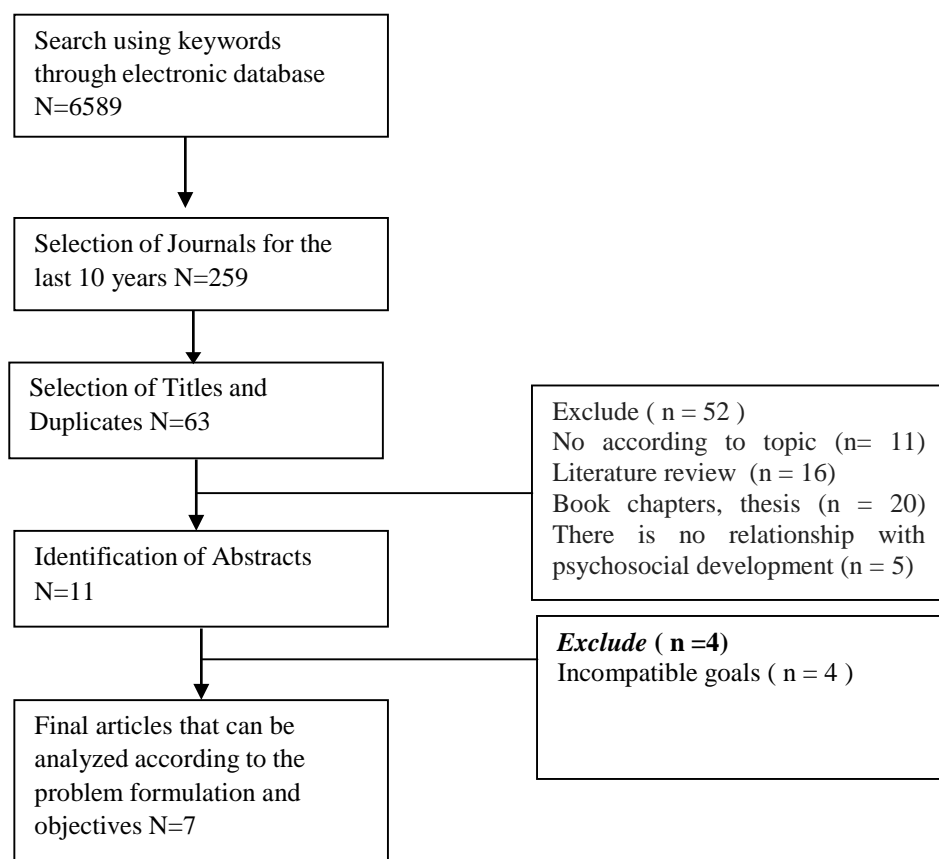 Search using keywords
through electronic database
N=6589
Selection of Journals for the
last 10 years N=259
Selection of Titles and
Duplicates N=63
Exclude ( n = 52 )
No according to topic (n= 11)
Literature review (n = 16)
Book chapters, thesis (n = 20)
There is no relationship with
psychosocial development (n = 5)
Identification of Abstracts
N=11
Exclude ( n =4)
Incompatible goals ( n = 4 )
Final articles that can be
analyzed according to the
problem formulation and
objectives N=7